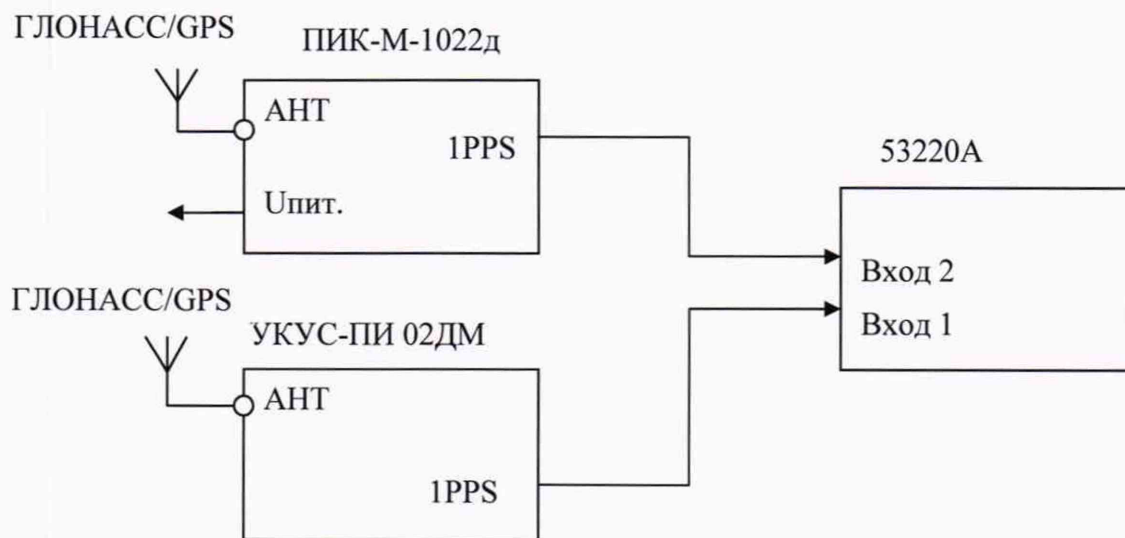 ГЛОНАСС/GPS
ПИК-М-1022д
АНТ
1PPS
Uпит.
53220A
Вход 2
Вход 1
ГЛОНАСС/GPS
УКУС-ПИ 02ДМ
АНТ
1PPS